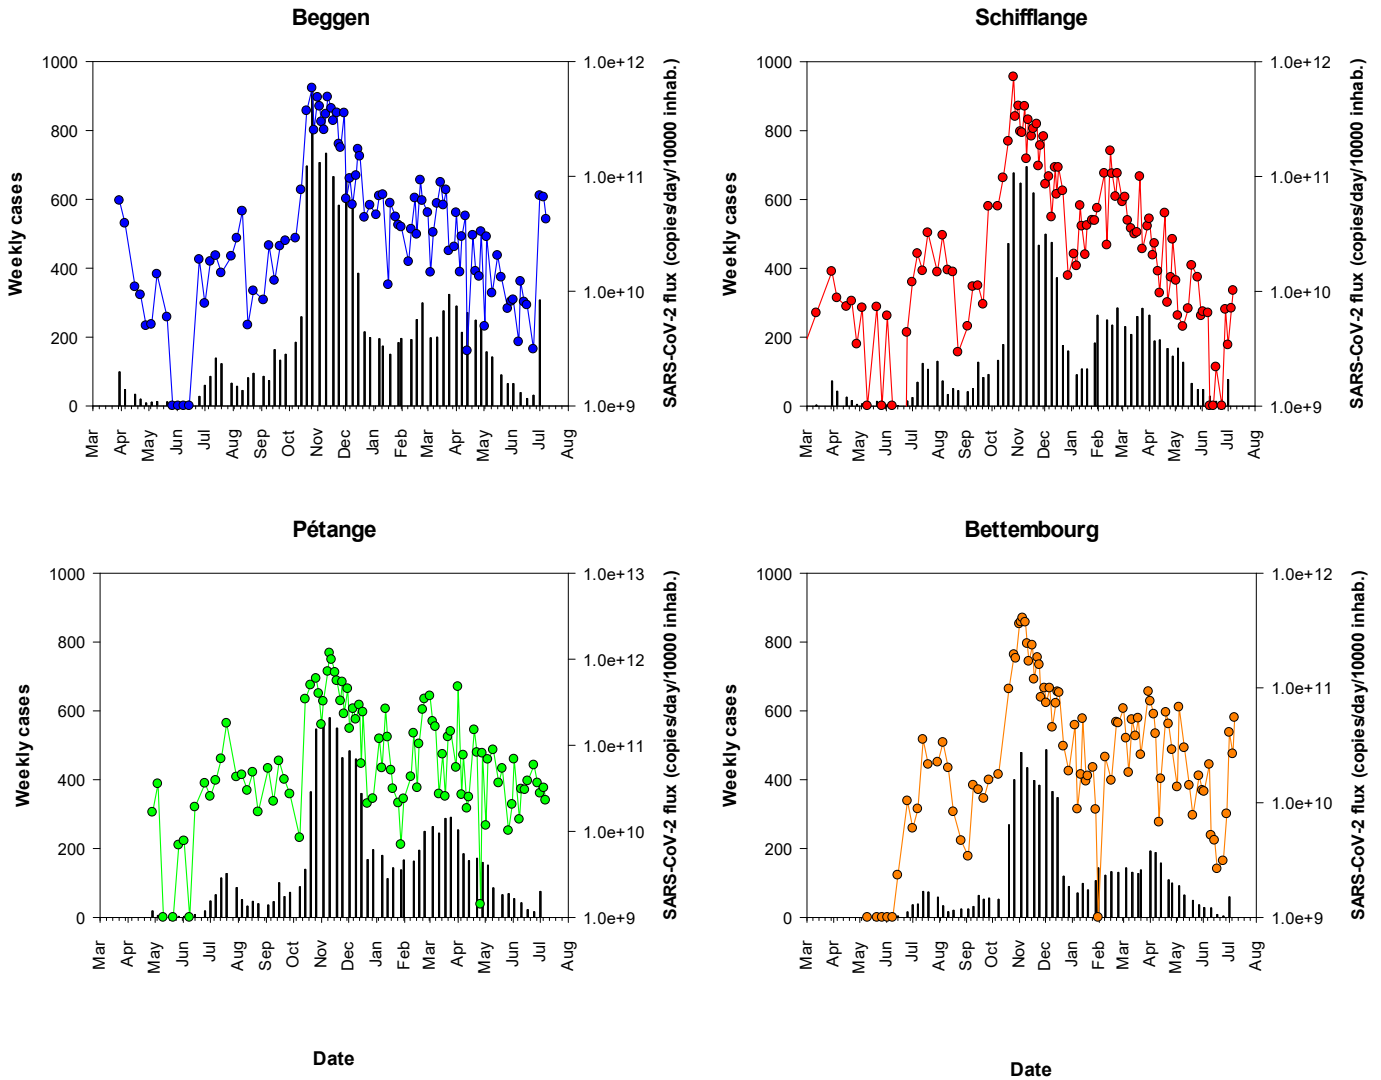 Beggen
Weekly cases
1000
800
600
400
200
0
1.0e+12
1.0e+11
1.0e+10
1.0e+9
SARS-CoV-2 flux (copies/day/10000 inhab.)
Mar Apr May Jun Jul Aug Sep Oct Nov Dec Jan Feb Mar Apr May Jun Jul Aug
Schifflange
Weekly cases
1000
800
600
400
200
0
1.0e+12
1.0e+11
1.0e+10
1.0e+9
SARS-CoV-2 flux (copies/day/10000 inhab.)
Mar Apr May Jun Jul Aug Sep Oct Nov Dec Jan Feb Mar Apr May Jun Jul Aug
Pétange
Weekly cases
1000
800
600
400
200
0
1.0e+13
1.0e+12
1.0e+11
1.0e+10
1.0e+9
SARS-CoV-2 flux (copies/day/10000 inhab.)
Mar Apr May Jun Jul Aug Sep Oct Nov Dec Jan Feb Mar Apr May Jun Jul Aug
Date
Bettembourg
Weekly cases
1000
800
600
400
200
0
1.0e+12
1.0e+11
1.0e+10
1.0e+9
SARS-CoV-2 flux (copies/day/10000 inhab.)
Mar Apr May Jun Jul Aug Sep Oct Nov Dec Jan Feb Mar Apr May Jun Jul Aug
Date